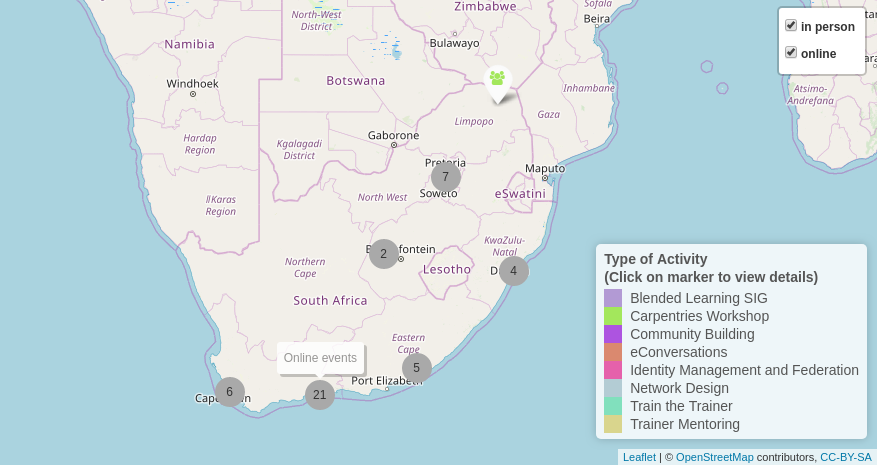 Zimbabwe
Sofala
Beira
in person
North-West
District
Namibia
Bulawayo
online
Botswana
Windhoek
Inhambane
Atsimo-
Andrefana
Limpopo
Gaza
Gaborone
Hardap
Region
Kgalagadi
District
Pretoria
Maputo
7
Soweto
eSwatini
North West
ǁKaras
Region
KwaZulu-
Natal
2
Northern
Cape
Lesotho
4
South Africa
Type of Activity
(Click on marker to view details)
Blended Learning SIG
Carpentries Workshop
Community Building
eConversations
Identity Management and Federation
Network Design
Train the Trainer
Trainer Mentoring
Eastern
Cape
Online events
5
Port Elizabeth
6
21
Leaflet | © OpenStreetMap contributors, CC-BY-SA